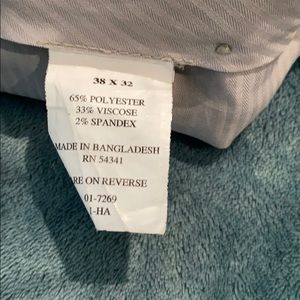 38 X 32
65% POLYESTER
33% VISCOSE
2% SPANDEX
MADE IN BANGLADESH
RN 54341
RE ON REVERSE
01-7269
-HA